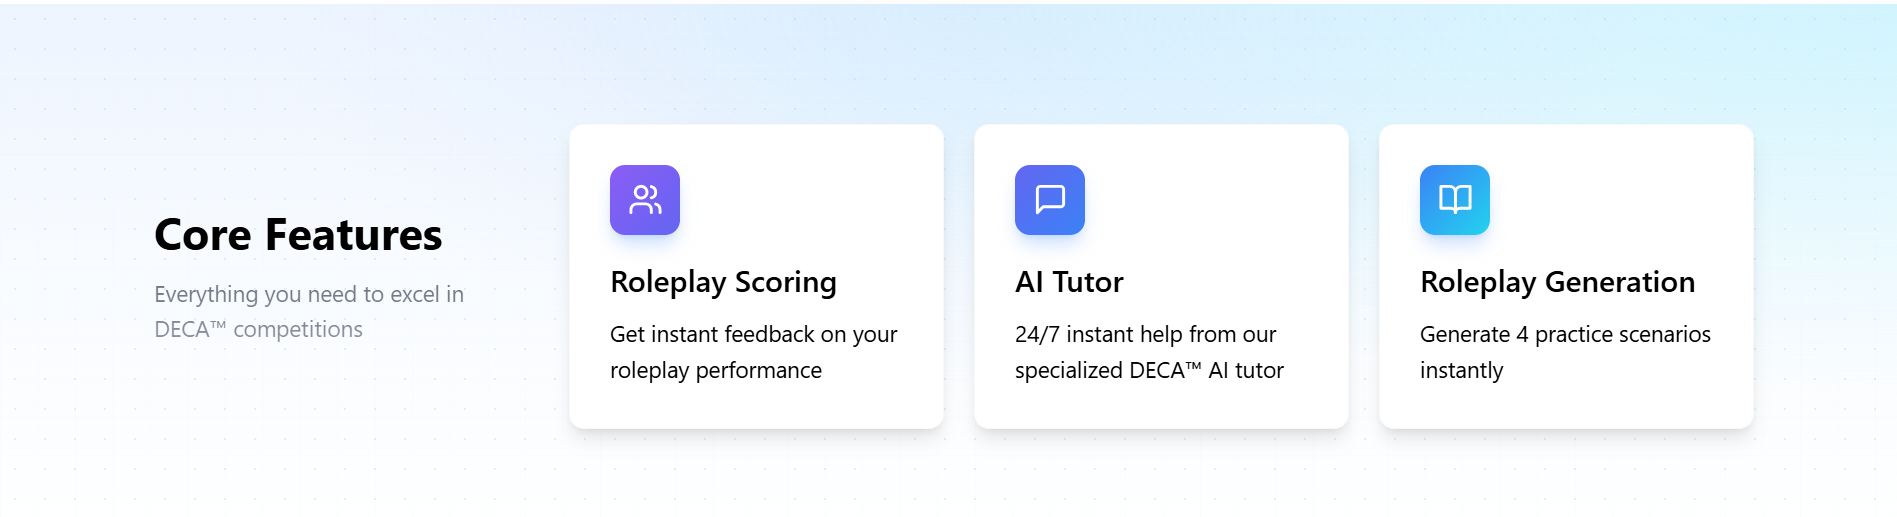 Core Features
Everything you need to excel in
DECA™ competitions
Roleplay Scoring
Get instant feedback on your
roleplay performance
AI Tutor
24/7 instant help from our
specialized DECA™ AI tutor
Roleplay Generation
Generate 4 practice scenarios
instantly